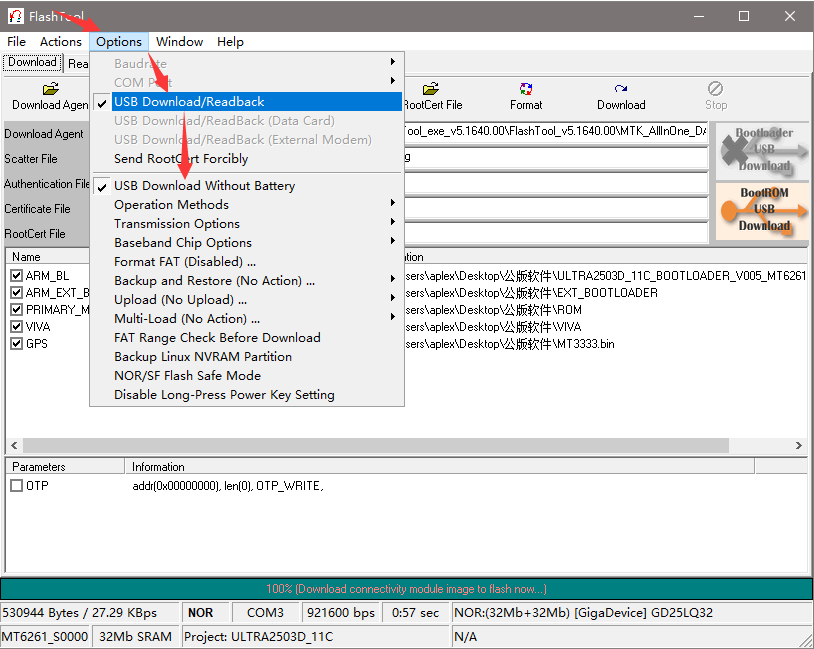 FlashTool
File Actions Options Window Help
Download Rea
Download Agen
RootCert File
Format
Download
Stop
Baudrate
COM Port
USB Download/Readback
USB Download/ReadBack (Data Card)
USB Download/ReadBack (External Modem)
Send RootCert Forcibly
USB Download Without Battery
Operation Methods
Transmission Options
Baseband Chip Options
Format FAT (Disabled) ...
Backup and Restore (No Action) ...
Upload (No Upload) ...
Multi-Load (No Action) ...
FAT Range Check Before Download
Backup Linux NVRAM Partition
NOR/SF Flash Safe Mode
Disable Long-Press Power Key Setting
Download Agent
Tool_exe_v5.1640.00\FlashTool_v5.1640.00\MTK_AllInOne_DA
Scatter File
g
Authentication File
Certificate File
RootCert File
Bootloader
USB
Download
BootROM
USB
Download
Name
tion
ARM_BL
sers\aplex\Desktop\公版软件\ULTRA2503D_11C_BOOTLOADER_V005_MT6261
ARM_EXT_B
sers\aplex\Desktop\公版软件\EXT_BOOTLOADER
PRIMARY_M
sers\aplex\Desktop\公版软件\ROM
VIVA
sers\aplex\Desktop\公版软件\VIVA
GPS
sers\aplex\Desktop\公版软件\MT3333.bin
Parameters Information
OTP addr(0x00000000), len(0), OTP_WRITE,
100% (Download connectivity module image to flash now...)
530944 Bytes / 27.29 KBps NOR COM3 921600 bps 0:57 sec NOR:(32Mb+32Mb) [GigaDevice] GD25LQ32
MT6261_S0000 32Mb SRAM Project: ULTRA2503D_11C N/A